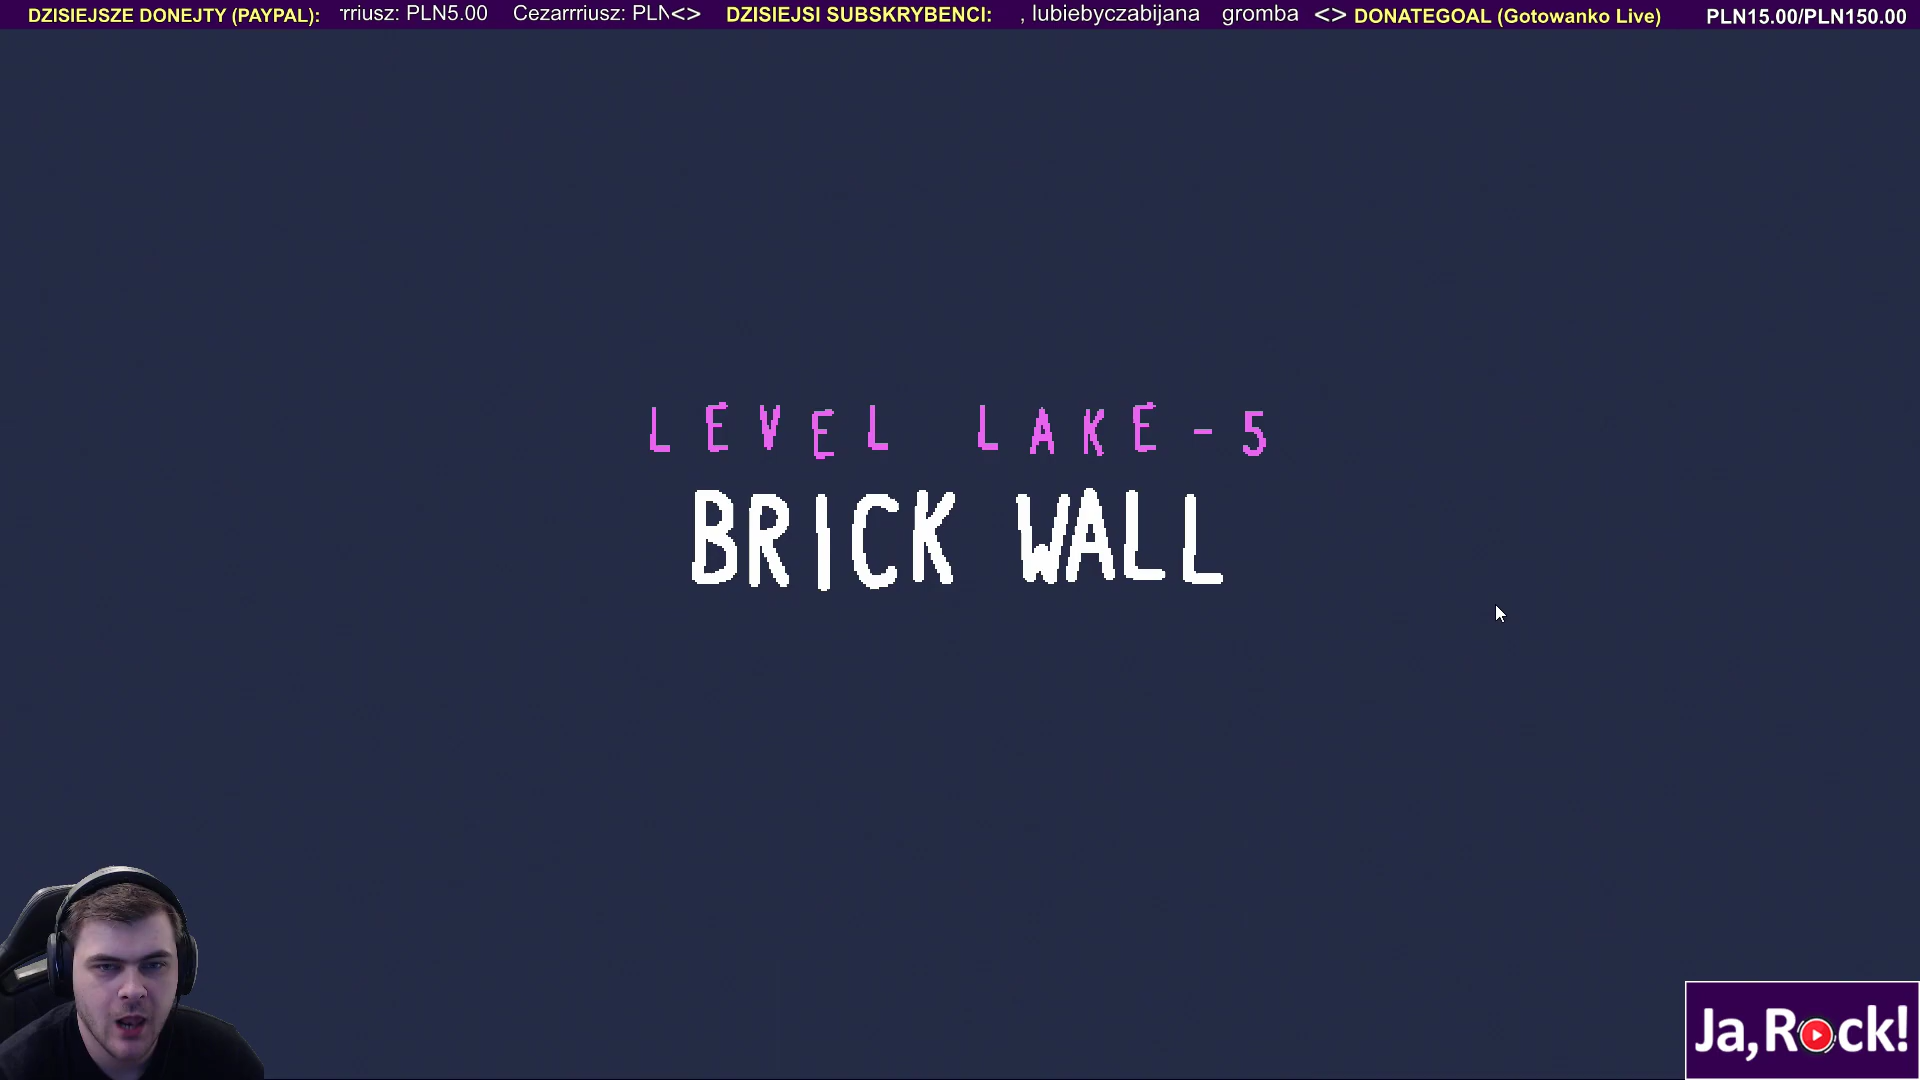 DZISIEJSZE DONEJTY (PAYPAL): rriusz: PLN5.00 Cezarrriusz: PLN<> DZISIEJSI SUBSKRYBENCI: , lubiebyczabijana gromba <> DONATEGOAL (Gotowanko Live) PLN15.00/PLN150.00
LEVEL LAKE-5
BRICK WALL
Ja,Rock!